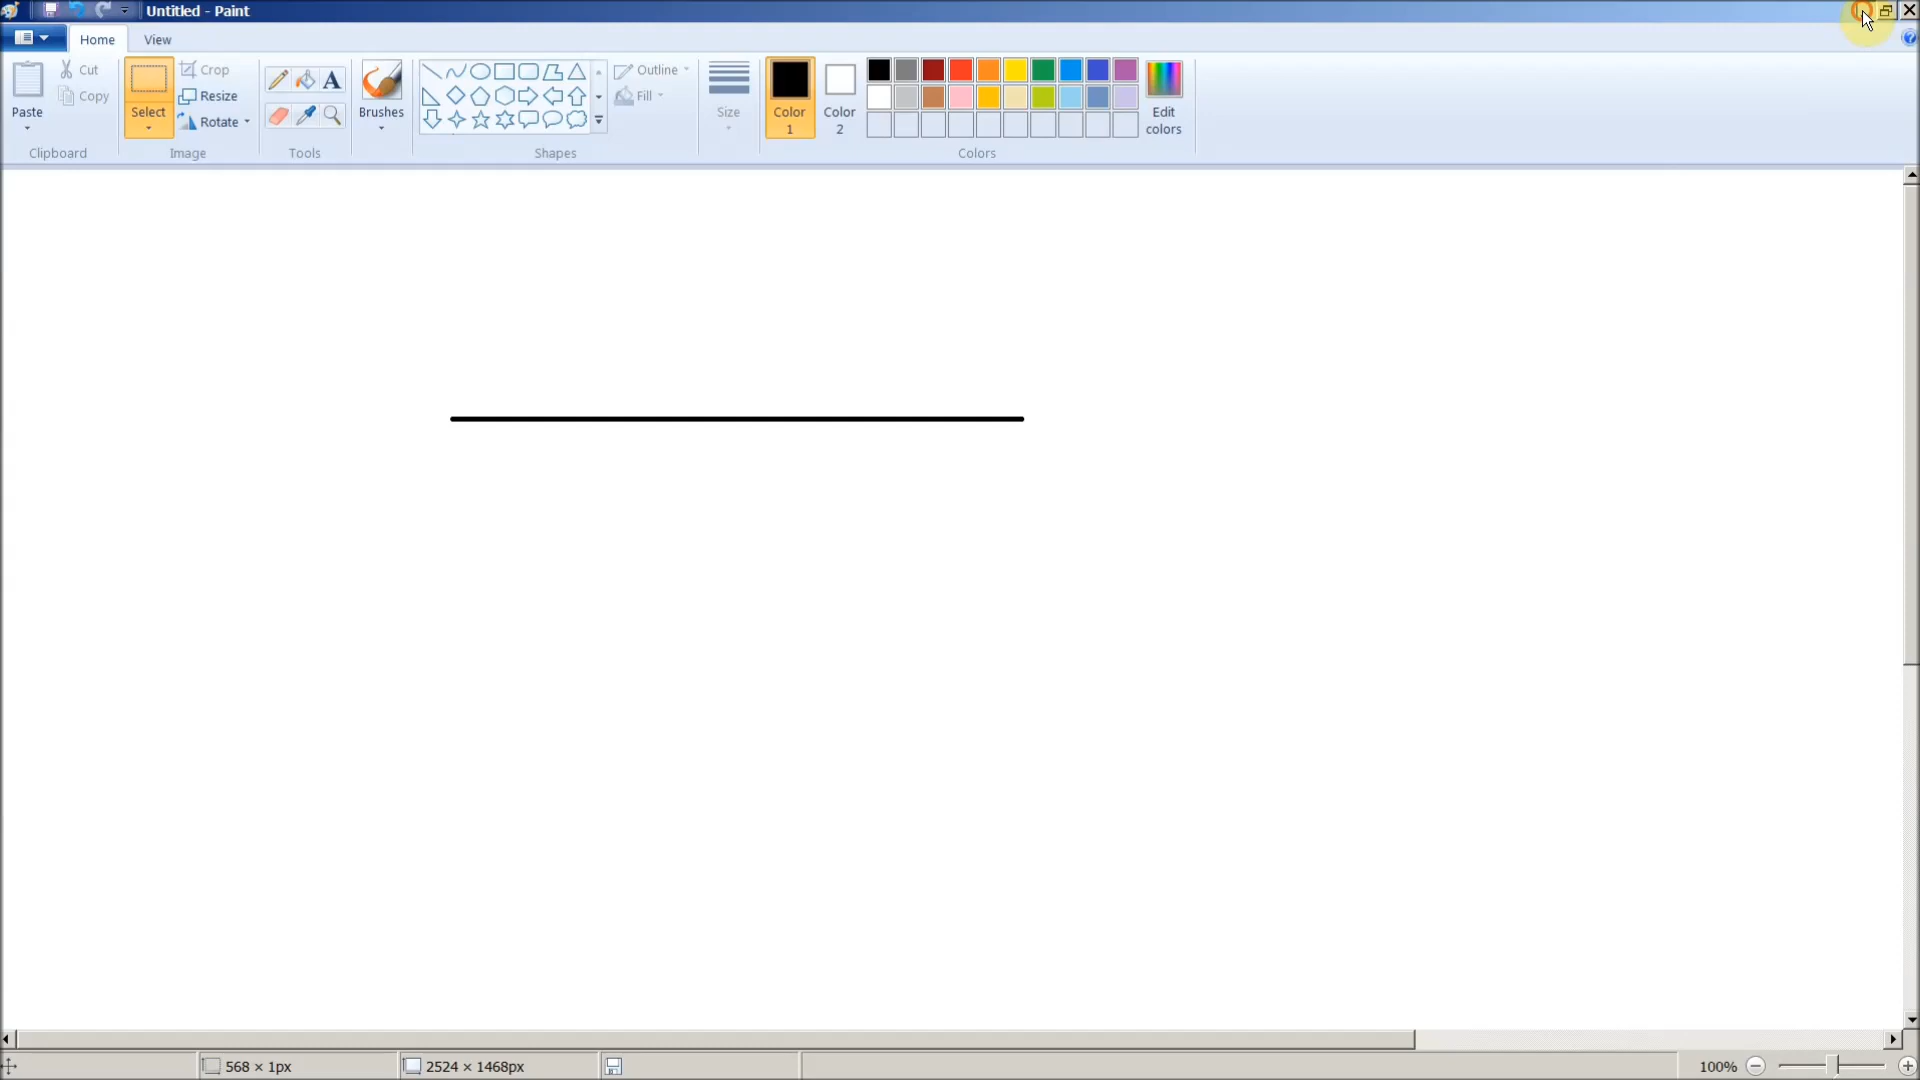 Untitled - Paint
Home View
Paste
Cut
Copy
Clipboard
Select
Crop
Resize
Rotate
Image
A
Tools
Brushes
Shapes
Outline
Fill
Size
Color
1
Color
2
Colors
Edit
colors
568 × 1px
2524 × 1468px
100%